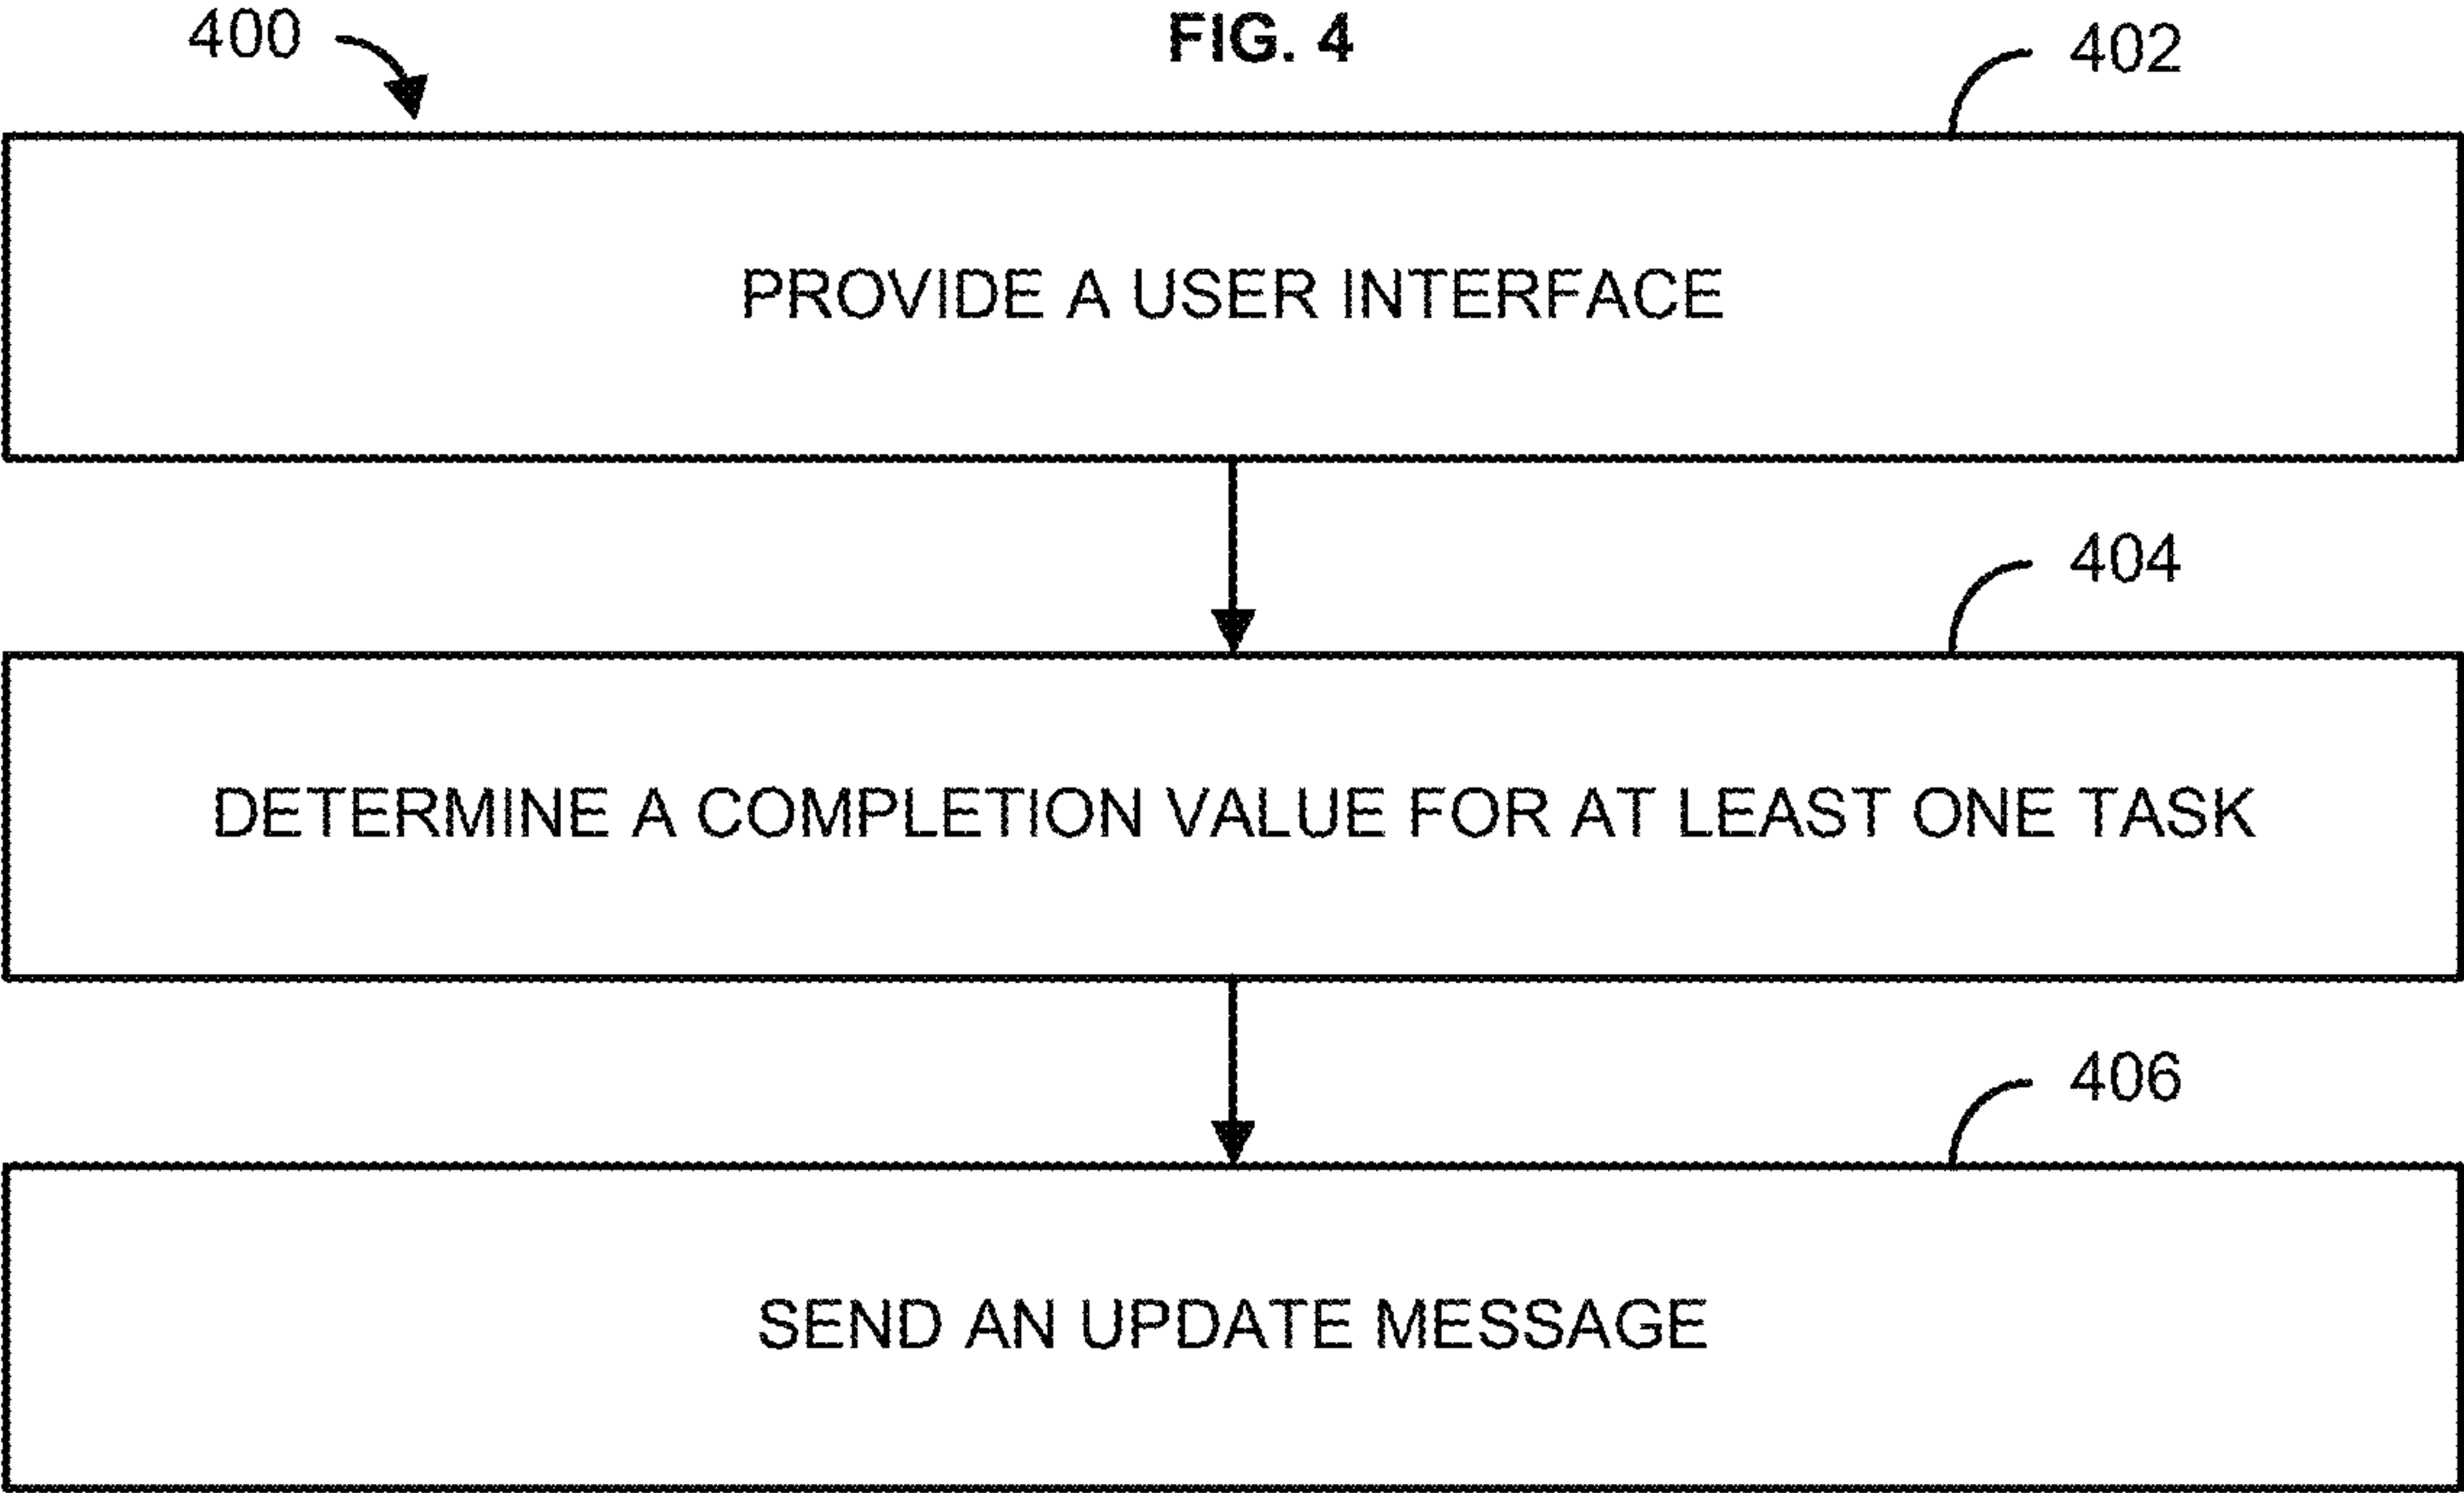 400
FIG. 4
402
PROVIDE A USER INTERFACE
404
DETERMINE A COMPLETION VALUE FOR AT LEAST ONE TASK
406
SEND AN UPDATE MESSAGE